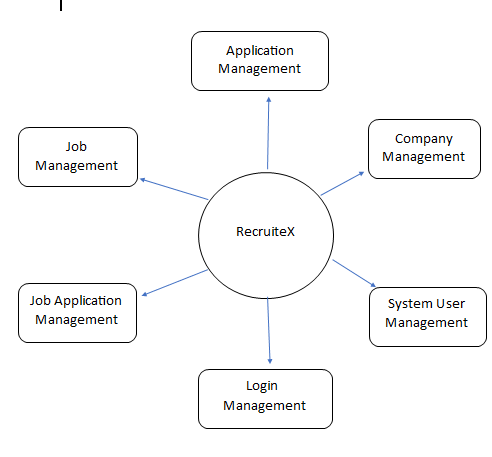 Application
Management
Company
Management
Job
Management
RecruiteX
Job Application
Management
System User
Management
Login
Management